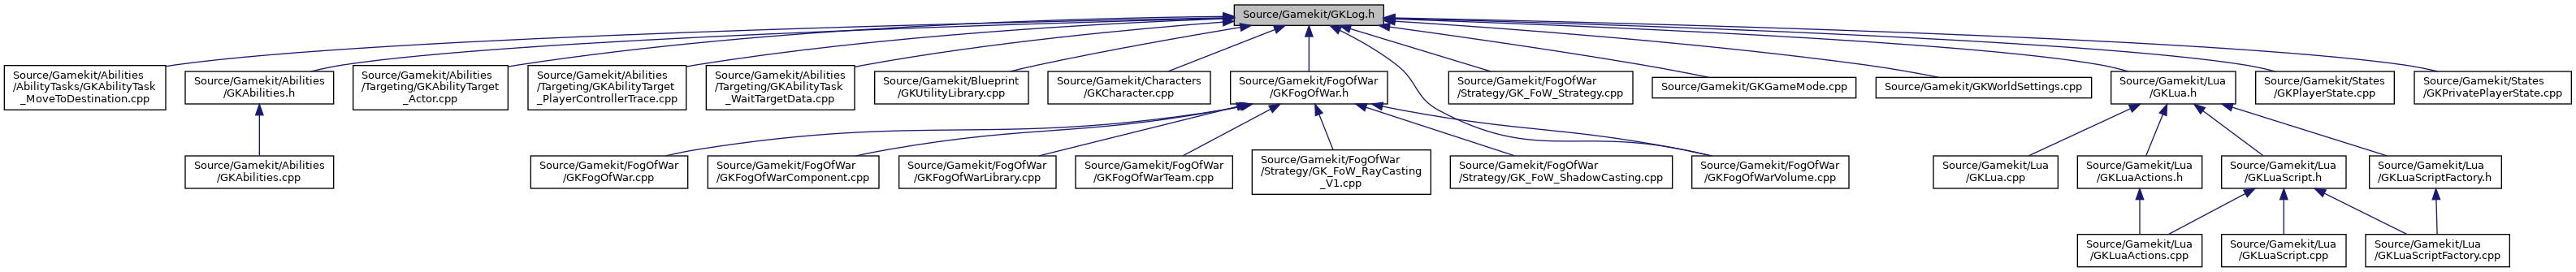 Source/Gamekit/GKLog.h
Source/Gamekit/Abilities
/AbilityTasks/GKAbilityTask
_MoveToDestination.cpp
Source/Gamekit/Abilities
/GKAbilities.h
Source/Gamekit/Abilities
/Targeting/GKAbilityTarget
_Actor.cpp
Source/Gamekit/Abilities
/Targeting/GKAbilityTarget
_PlayerControllerTrace.cpp
Source/Gamekit/Abilities
/Targeting/GKAbilityTask
_WaitTargetData.cpp
Source/Gamekit/Blueprint
/GKUtilityLibrary.cpp
Source/Gamekit/Characters
/GKCharacter.cpp
Source/Gamekit/FogOfWar
/GKFogOfWar.h
Source/Gamekit/FogOfWar
/Strategy/GK_FoW_Strategy.cpp
Source/Gamekit/GKGameMode.cpp
Source/Gamekit/GKWorldSettings.cpp
Source/Gamekit/Lua
/GKLua.h
Source/Gamekit/States
/GKPlayerState.cpp
Source/Gamekit/States
/GKPrivatePlayerState.cpp
Source/Gamekit/Abilities
/GKAbilities.cpp
Source/Gamekit/FogOfWar
/GKFogOfWar.cpp
Source/Gamekit/FogOfWar
/GKFogOfWarComponent.cpp
Source/Gamekit/FogOfWar
/GKFogOfWarLibrary.cpp
Source/Gamekit/FogOfWar
/GKFogOfWarTeam.cpp
Source/Gamekit/FogOfWar
/Strategy/GK_FoW_RayCasting
_V1.cpp
Source/Gamekit/FogOfWar
/Strategy/GK_FoW_ShadowCasting.cpp
Source/Gamekit/FogOfWar
/GKFogOfWarVolume.cpp
Source/Gamekit/Lua
/GKLua.cpp
Source/Gamekit/Lua
/GKLuaActions.h
Source/Gamekit/Lua
/GKLuaScript.h
Source/Gamekit/Lua
/GKLuaScriptFactory.h
Source/Gamekit/Lua
/GKLuaActions.cpp
Source/Gamekit/Lua
/GKLuaScript.cpp
Source/Gamekit/Lua
/GKLuaScriptFactory.cpp